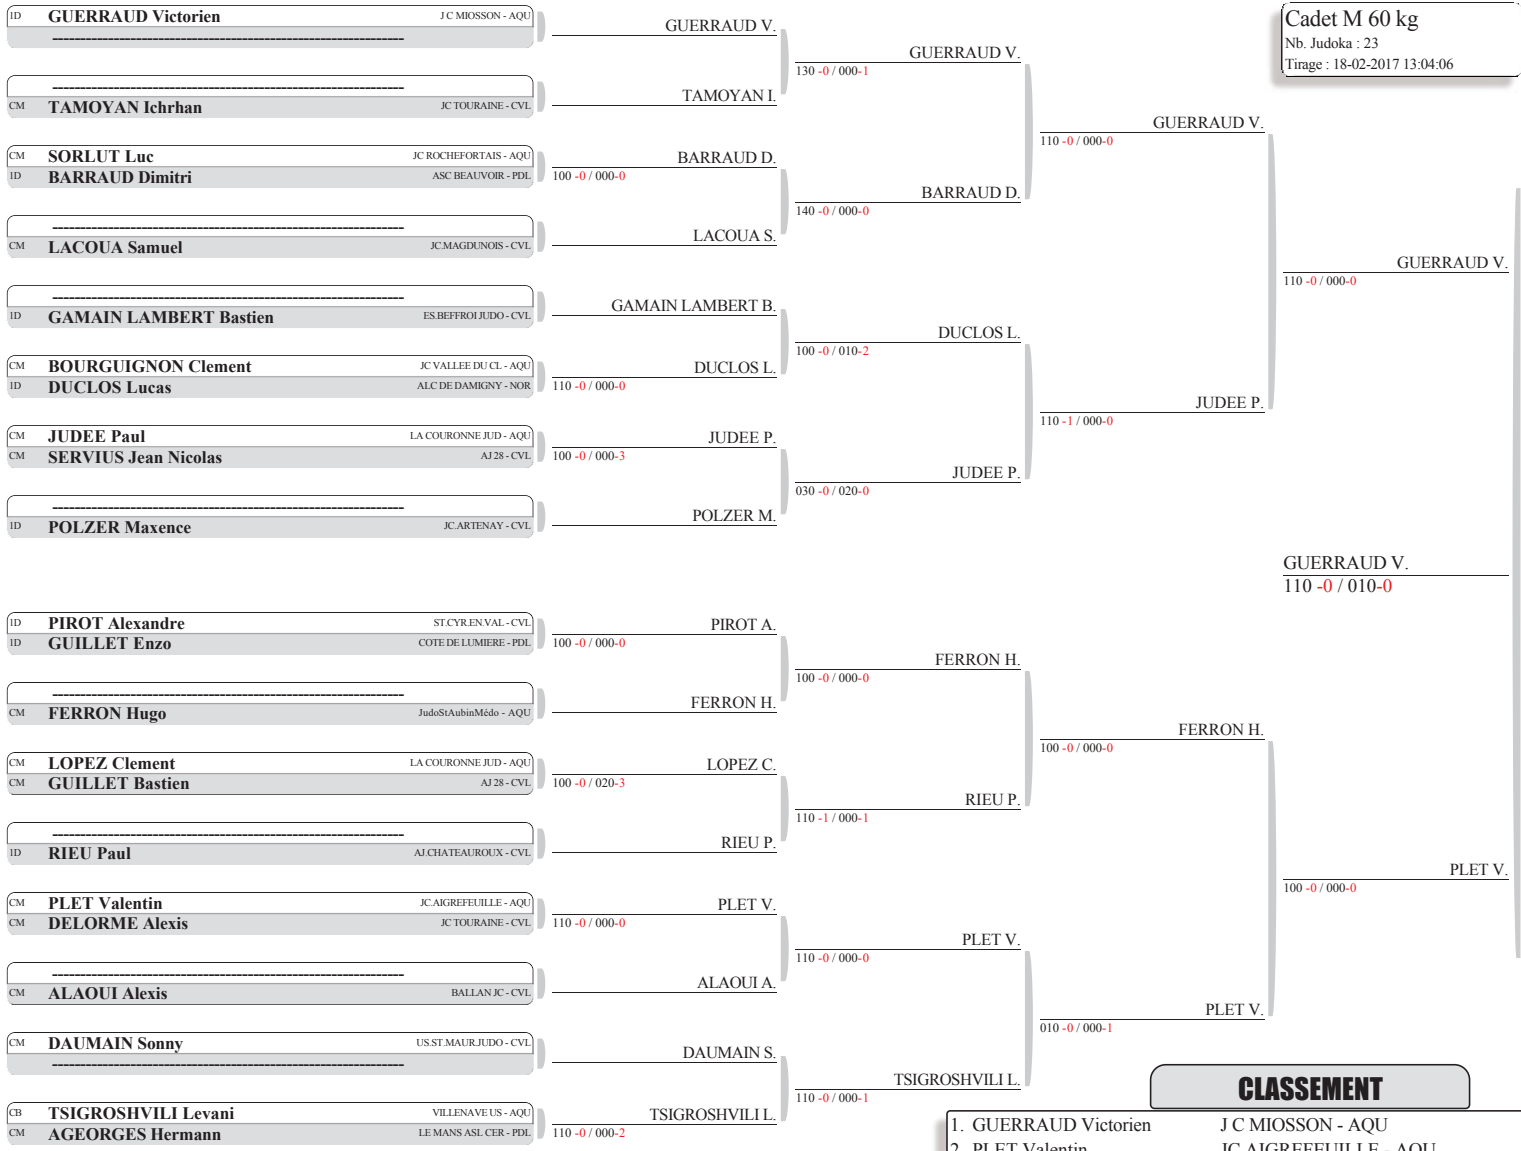 Cadet M 60 kg
Nb. Judoka : 23
Tirage : 18-02-2017 13:04:06
1D GUERRAUD Victorien J C MIOSSON - AQU
----------------------------------------------------------------
----------------------------------------------------------------
CM TAMOYAN Ichrhan JC TOURAINE - CVL
CM SORLUT Luc JC ROCHEFORTAIS - AQU
1D BARRAUD Dimitri ASC BEAUVOIR - PDL
----------------------------------------------------------------
CM LACOUA Samuel JC.MAGDUNOIS - CVL
----------------------------------------------------------------
1D GAMAIN LAMBERT Bastien ES.BEFFROI JUDO - CVL
CM BOURGUIGNON Clement JC VALLEE DU CL - AQU
1D DUCLOS Lucas ALC DE DAMIGNY - NOR
CM JUDEE Paul LA COURONNE JUD - AQU
CM SERVIUS Jean Nicolas AJ 28 - CVL
----------------------------------------------------------------
1D POLZER Maxence JC.ARTENAY - CVL
1D PIROT Alexandre ST.CYR.EN.VAL - CVL
1D GUILLET Enzo COTE DE LUMIERE - PDL
----------------------------------------------------------------
CM FERRON Hugo JudoStAubinMédo - AQU
CM LOPEZ Clement LA COURONNE JUD - AQU
CM GUILLET Bastien AJ 28 - CVL
----------------------------------------------------------------
1D RIEU Paul AJ.CHATEAUROUX - CVL
CM PLET Valentin JC.AIGREFEUILLE - AQU
CM DELORME Alexis JC TOURAINE - CVL
----------------------------------------------------------------
CM ALAOUI Alexis BALLAN JC - CVL
CM DAUMAIN Sonny US.ST.MAUR.JUDO - CVL
----------------------------------------------------------------
CB TSIGROSHVILI Levani VILLENAVE US - AQU
CM AGEORGES Hermann LE MANS ASL CER - PDL
GUERRAUD V.
TAMOYAN I.
BARRAUD D.
100 -0 / 000-0
LACOUA S.
GAMAIN LAMBERT B.
DUCLOS L.
110 -0 / 000-0
JUDEE P.
100 -0 / 000-3
POLZER M.
PIROT A.
100 -0 / 000-0
FERRON H.
LOPEZ C.
100 -0 / 020-3
RIEU P.
PLET V.
110 -0 / 000-0
ALAOUI A.
DAUMAIN S.
TSIGROSHVILI L.
110 -0 / 000-2
GUERRAUD V.
130 -0 / 000-1
BARRAUD D.
140 -0 / 000-0
DUCLOS L.
100 -0 / 010-2
JUDEE P.
030 -0 / 020-0
FERRON H.
100 -0 / 000-0
RIEU P.
110 -1 / 000-1
PLET V.
110 -0 / 000-0
TSIGROSHVILI L.
110 -0 / 000-1
GUERRAUD V.
110 -0 / 000-0
JUDEE P.
110 -1 / 000-0
FERRON H.
100 -0 / 000-0
PLET V.
010 -0 / 000-1
GUERRAUD V.
110 -0 / 000-0
PLET V.
100 -0 / 000-0
GUERRAUD V.
110 -0 / 010-0
CLASSEMENT
1. GUERRAUD Victorien J C MIOSSON - AQU
2. PLET Valentin JC.AIGREFEUILLE - AQU